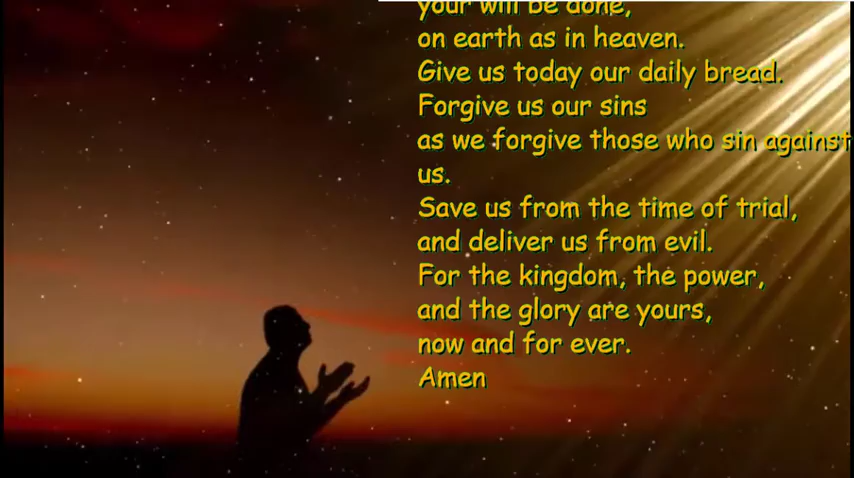 your will be done,
on earth as in heaven.
Give us today our daily bread.
Forgive us our sins
as we forgive those who sin against
us.
Save us from the time of trial,
and deliver us from evil.
For the kingdom, the power,
and the glory are yours,
now and for ever.
Amen